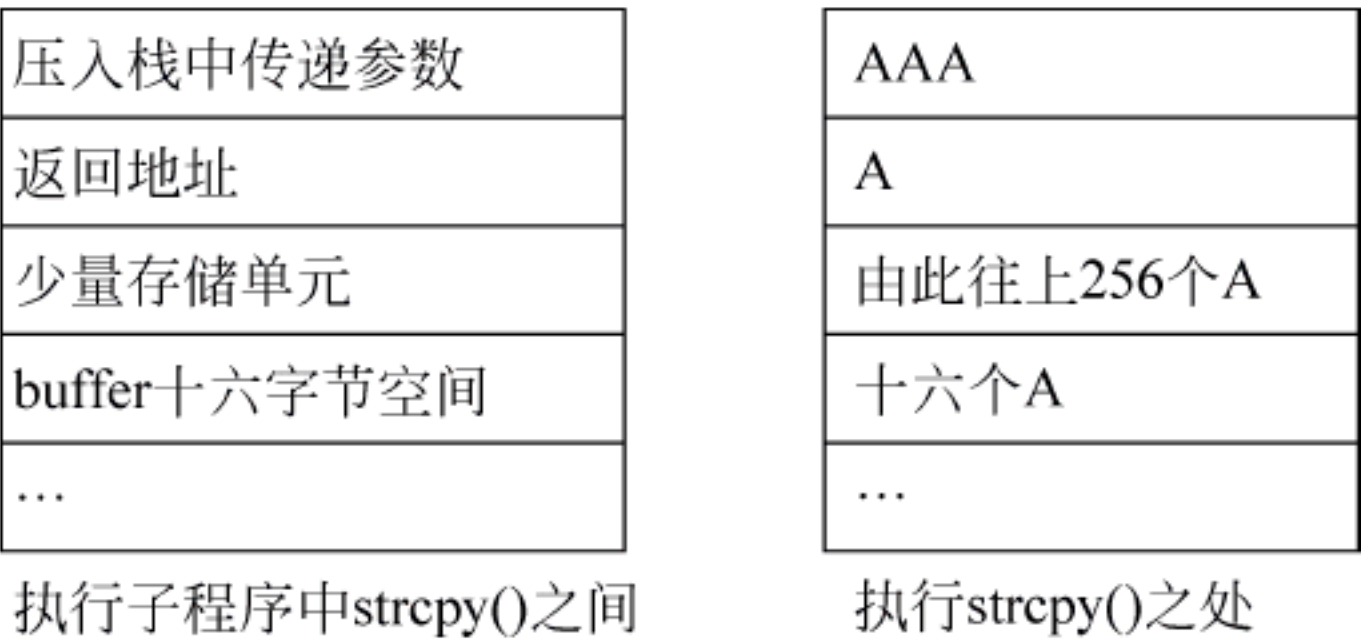 压入栈中传递参数
返回地址
少量存储单元
buffer十六字节空间
…
执行子程序中strcpy()之间
AAA
A
由此往上256个A
十六个A
…
执行strcpy()之处